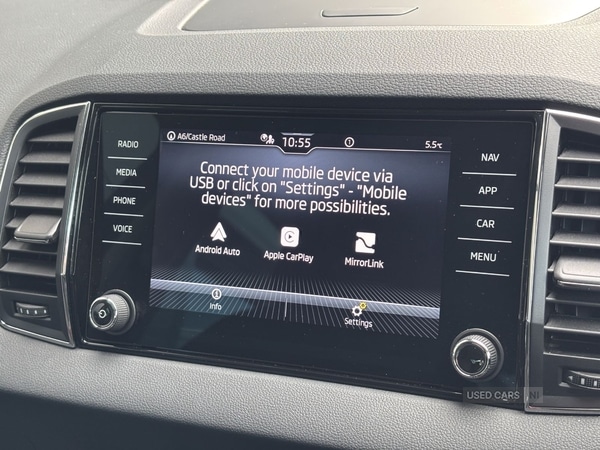 A6/Castle Road
10:55
1
5.5°C
RADIO
MEDIA
PHONE
VOICE
Connect your mobile device via
USB or click on "Settings" - "Mobile
devices" for more possibilities.
Android Auto
Apple CarPlay
MirrorLink
Info
Settings
NAV
APP
CAR
MENU
USED CARS NI